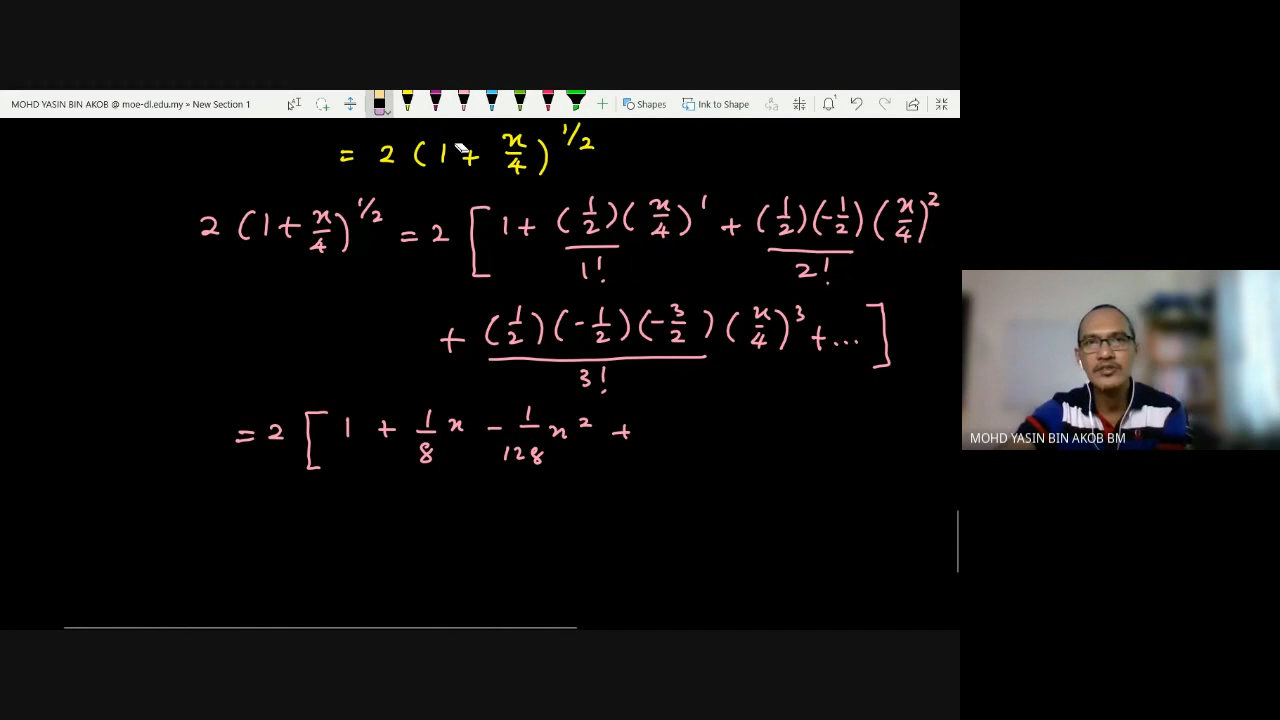 MOHD YASIN BIN AKOB @ moe-dl.edu.my » New Section 1
Shapes
Ink to Shape
= 2 (1 + x/4)^1/2
2 (1 + x/4)^1/2 = 2 [ 1 + (1/2)/1! (x/4)^1 + (1/2)(-1/2)/2! (x/4)^2
+ (1/2)(-1/2)(-3/2)/3! (x/4)^3 + ... ]
= 2 [ 1 + 1/8 x - 1/128 x^2 +
MOHD YASIN BIN AKOB BM